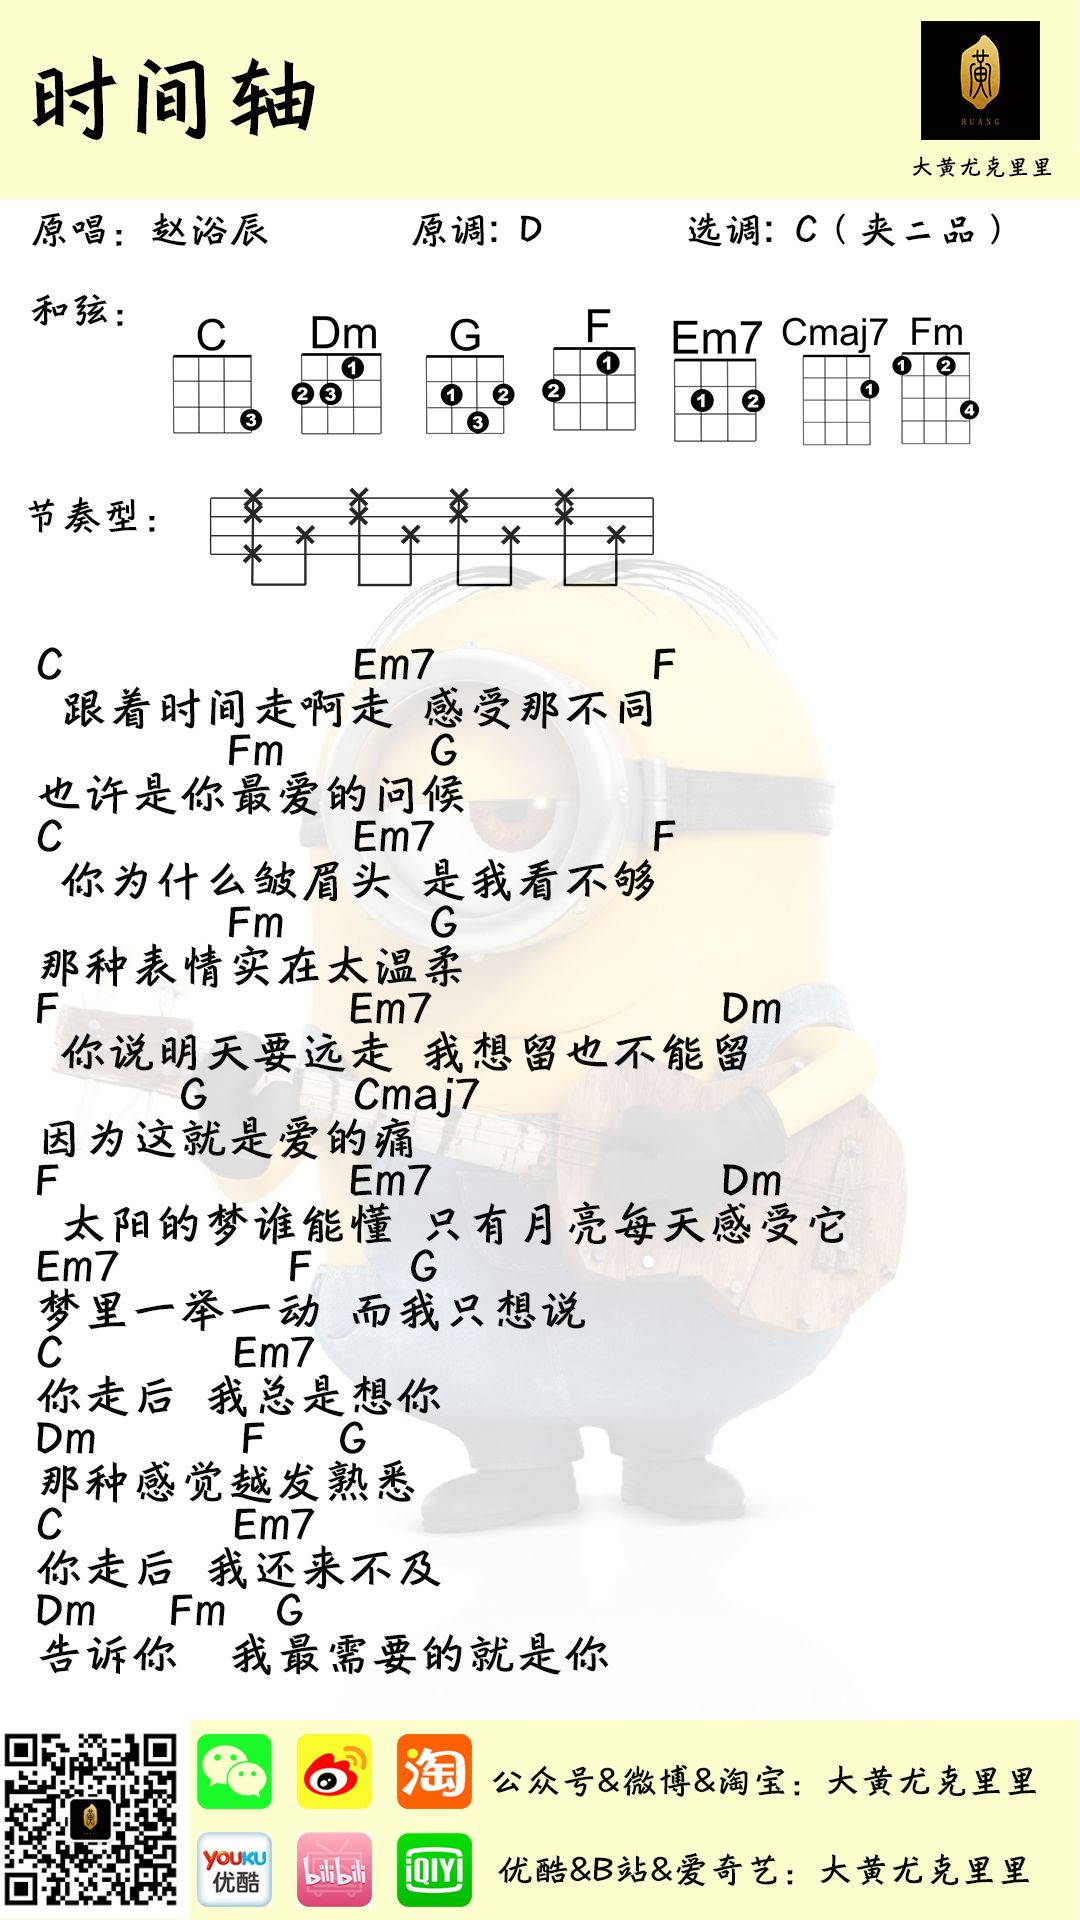 时间轴
黄
HUANG
大黄尤克里里
原唱：赵浴辰 原调：D 选调：C（夹二品）
和弦：
C Dm G F Em7 Cmaj7 Fm
3 1 2 3 1 2 3 1 2 1 2 1 1 2 4
节奏型：
C Em7 F
跟着时间走啊走 感受那不同
Fm G
也许是你最爱的问候
C Em7 F
你为什么皱眉头 是我看不够
Fm G
那种表情实在太温柔
F Em7 Dm
你说明天要远走 我想留也不能留
G Cmaj7
因为这就是爱的痛
F Em7 Dm
太阳的梦谁能懂 只有月亮每天感受它
Em7 F G
梦里一举一动 而我只想说
C Em7
你走后 我总是想你
Dm F G
那种感觉越发熟悉
C Em7
你走后 我还来不及
Dm Fm G
告诉你 我最需要的就是你
淘
公众号&微博&淘宝：大黄尤克里里
YOUKU
优酷
bilibili
iQIYI
优酷&B站&爱奇艺：大黄尤克里里